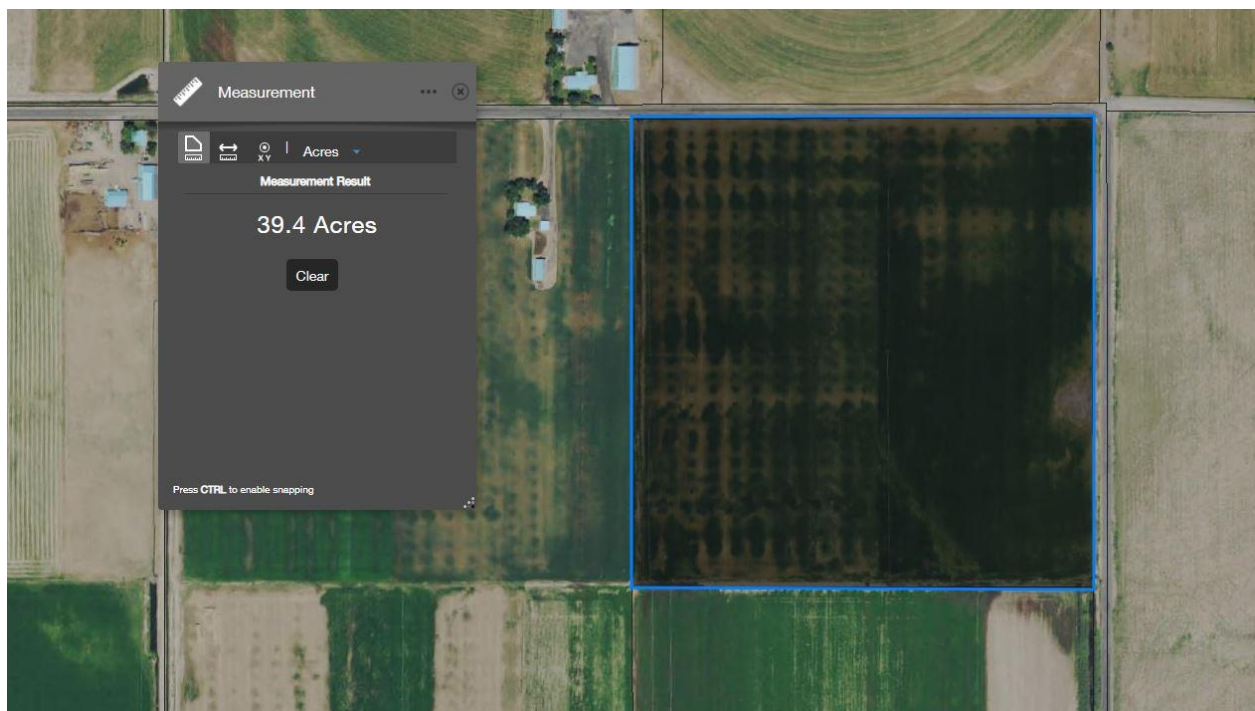 Measurement
X Y | Acres
Measurement Result
39.4 Acres
Clear
Press CTRL to enable snapping